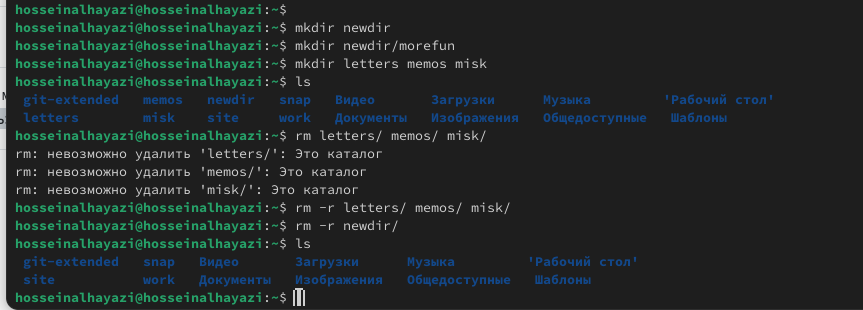 hosseinalhayazi@hosseinalhayazi:~$
hosseinalhayazi@hosseinalhayazi:~$ mkdir newdir
hosseinalhayazi@hosseinalhayazi:~$ mkdir newdir/morefun
hosseinalhayazi@hosseinalhayazi:~$ mkdir letters memos misk
hosseinalhayazi@hosseinalhayazi:~$ ls
git-extended memos newdir snap Видео Загрузки Музыка 'Рабочий стол'
letters misk site work Документы Изображения Общедоступные Шаблоны
hosseinalhayazi@hosseinalhayazi:~$ rm letters/ memos/ misk/
rm: невозможно удалить 'letters/': Это каталог
rm: невозможно удалить 'memos/': Это каталог
rm: невозможно удалить 'misk/': Это каталог
hosseinalhayazi@hosseinalhayazi:~$ rm -r letters/ memos/ misk/
hosseinalhayazi@hosseinalhayazi:~$ rm -r newdir/
hosseinalhayazi@hosseinalhayazi:~$ ls
git-extended snap Видео Загрузки Музыка 'Рабочий стол'
site work Документы Изображения Общедоступные Шаблоны
hosseinalhayazi@hosseinalhayazi:~$